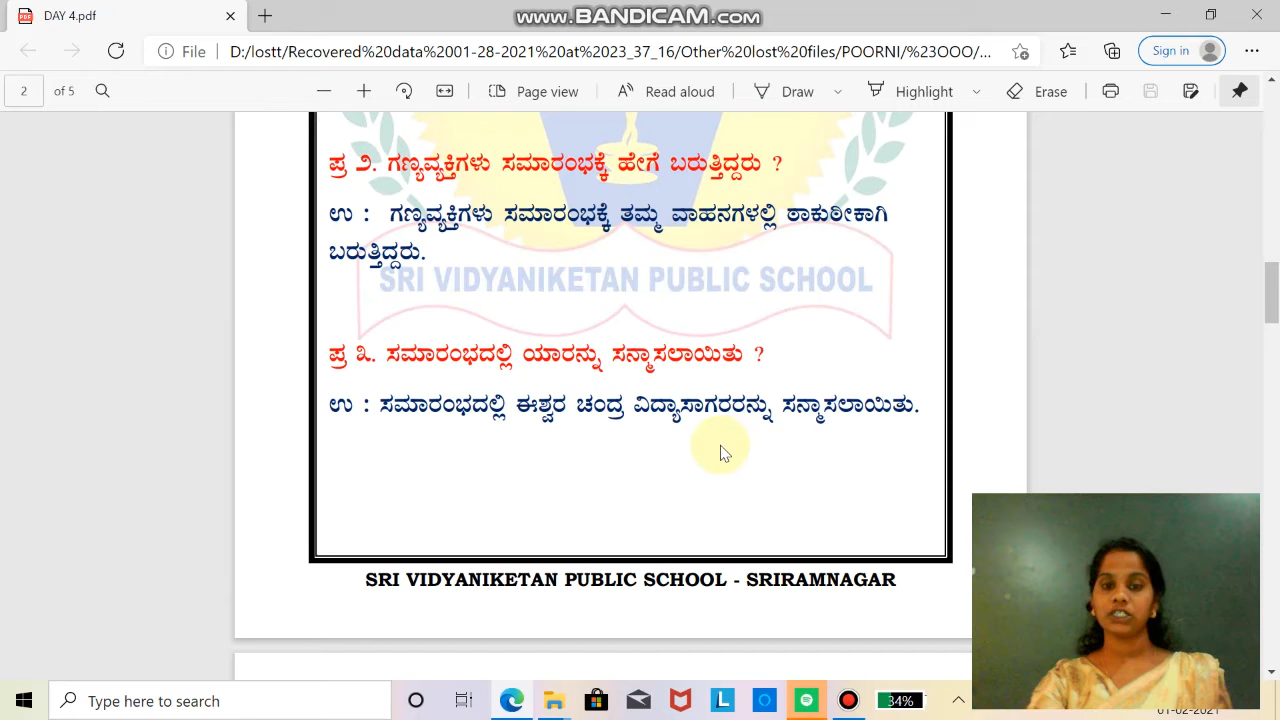 DAY 4.pdf
www.BANDICAM.com
File
D:/lostt/Recovered%20data%2001-28-2021%20at%2023_37_16/Other%20lost%20files/POORNI/%23OOO/...
Sign in
2 of 5
Page view
Read aloud
Draw
Highlight
Erase
ಪ್ರ ೨. ಗಣ್ಯವ್ಯಕ್ತಿಗಳು ಸಮಾರಂಭಕ್ಕೆ ಹೇಗೆ ಬರುತ್ತಿದ್ದರು ?
ಉ : ಗಣ್ಯವ್ಯಕ್ತಿಗಳು ಸಮಾರಂಭಕ್ಕೆ ತಮ್ಮ ವಾಹನಗಳಲ್ಲಿ ಠಾಕುಠೀಕಾಗಿ
ಬರುತ್ತಿದ್ದರು.
SRI VIDYANIKETAN PUBLIC SCHOOL
ಪ್ರ ೩. ಸಮಾರಂಭದಲ್ಲಿ ಯಾರನ್ನು ಸನ್ಮಾಸಲಾಯಿತು ?
ಉ : ಸಮಾರಂಭದಲ್ಲಿ ಈಶ್ವರ ಚಂದ್ರ ವಿದ್ಯಾಸಾಗರರನ್ನು ಸನ್ಮಾಸಲಾಯಿತು.
SRI VIDYANIKETAN PUBLIC SCHOOL - SRIRAMNAGAR
Type here to search
34%
01-02-2021